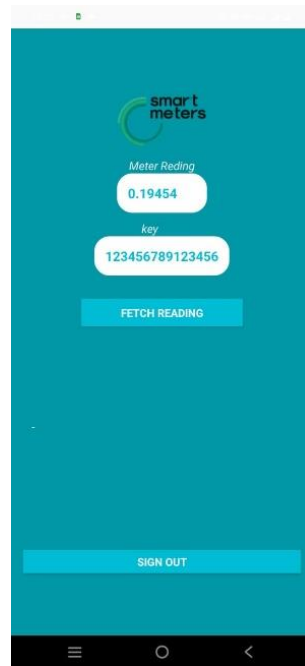 smart
meters
Meter Reding
0.19454
key
123456789123456
FETCH READING
-
SIGN OUT